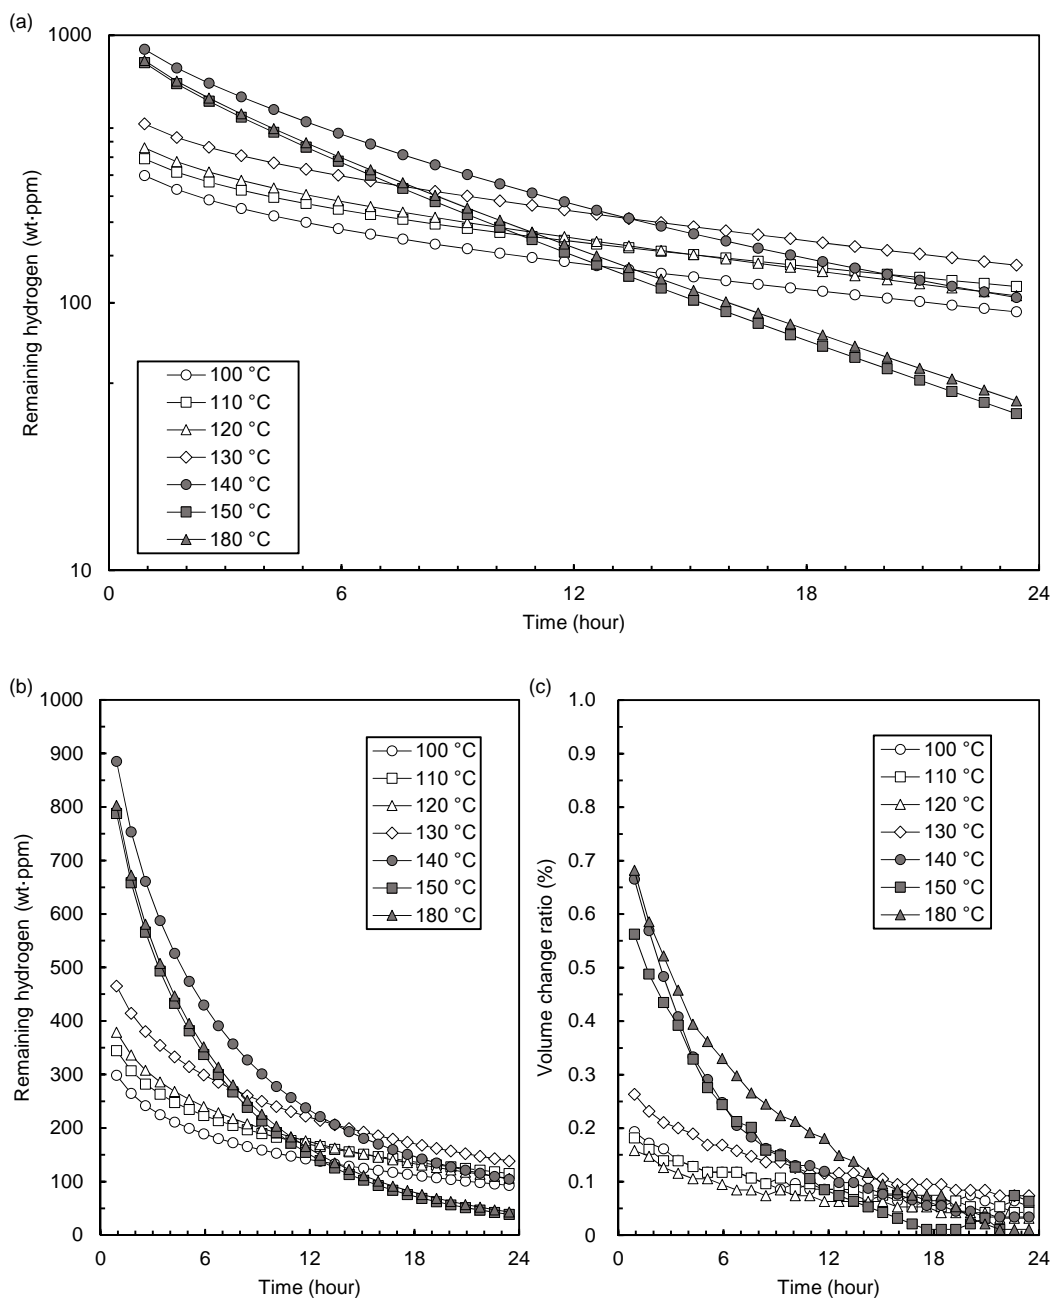 (a)
1000
100
10
Remaining hydrogen (wt·ppm)
100 °C
110 °C
120 °C
130 °C
140 °C
150 °C
180 °C
0 6 12 18 24
Time (hour)
(b)
1000
900
800
700
600
500
400
300
200
100
0
Remaining hydrogen (wt·ppm)
100 °C
110 °C
120 °C
130 °C
140 °C
150 °C
180 °C
0 6 12 18 24
Time (hour)
(c)
1.0
0.9
0.8
0.7
0.6
0.5
0.4
0.3
0.2
0.1
0
Volume change ratio (%)
100 °C
110 °C
120 °C
130 °C
140 °C
150 °C
180 °C
0 6 12 18 24
Time (hour)